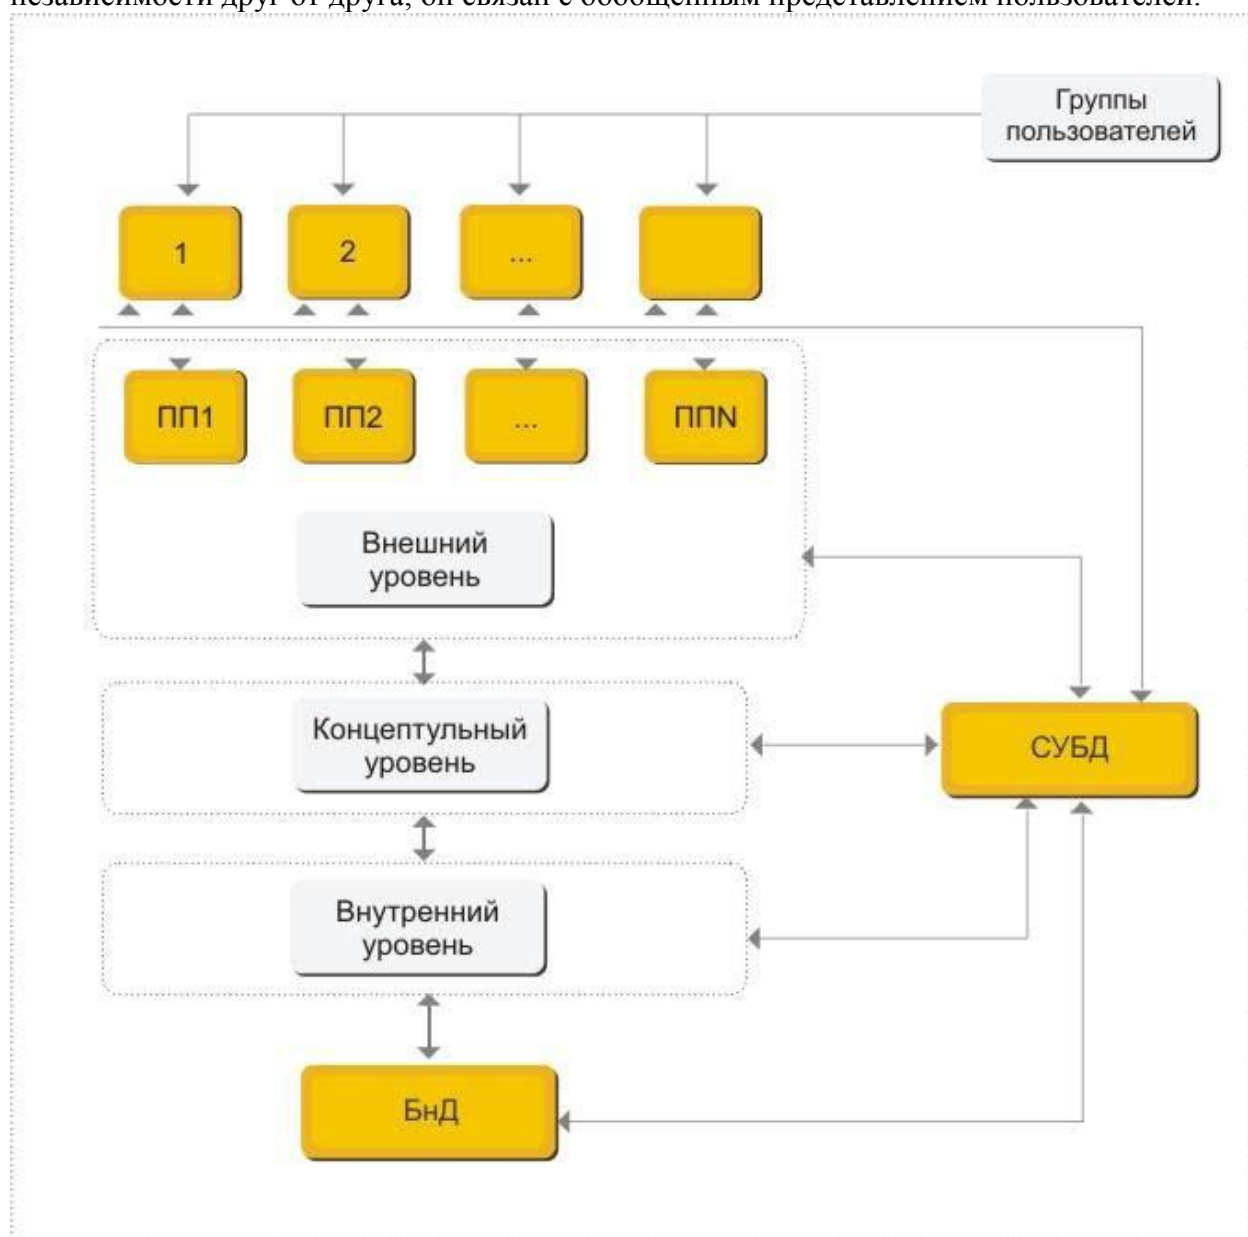 независимости друг от друга, он связан с обобщенным представлением пользователей.
Группы
пользователей
1
2
...
ПП1
ПП2
...
ППN
Внешний
уровень
Концептульный
уровень
СУБД
Внутренний
уровень
БнД